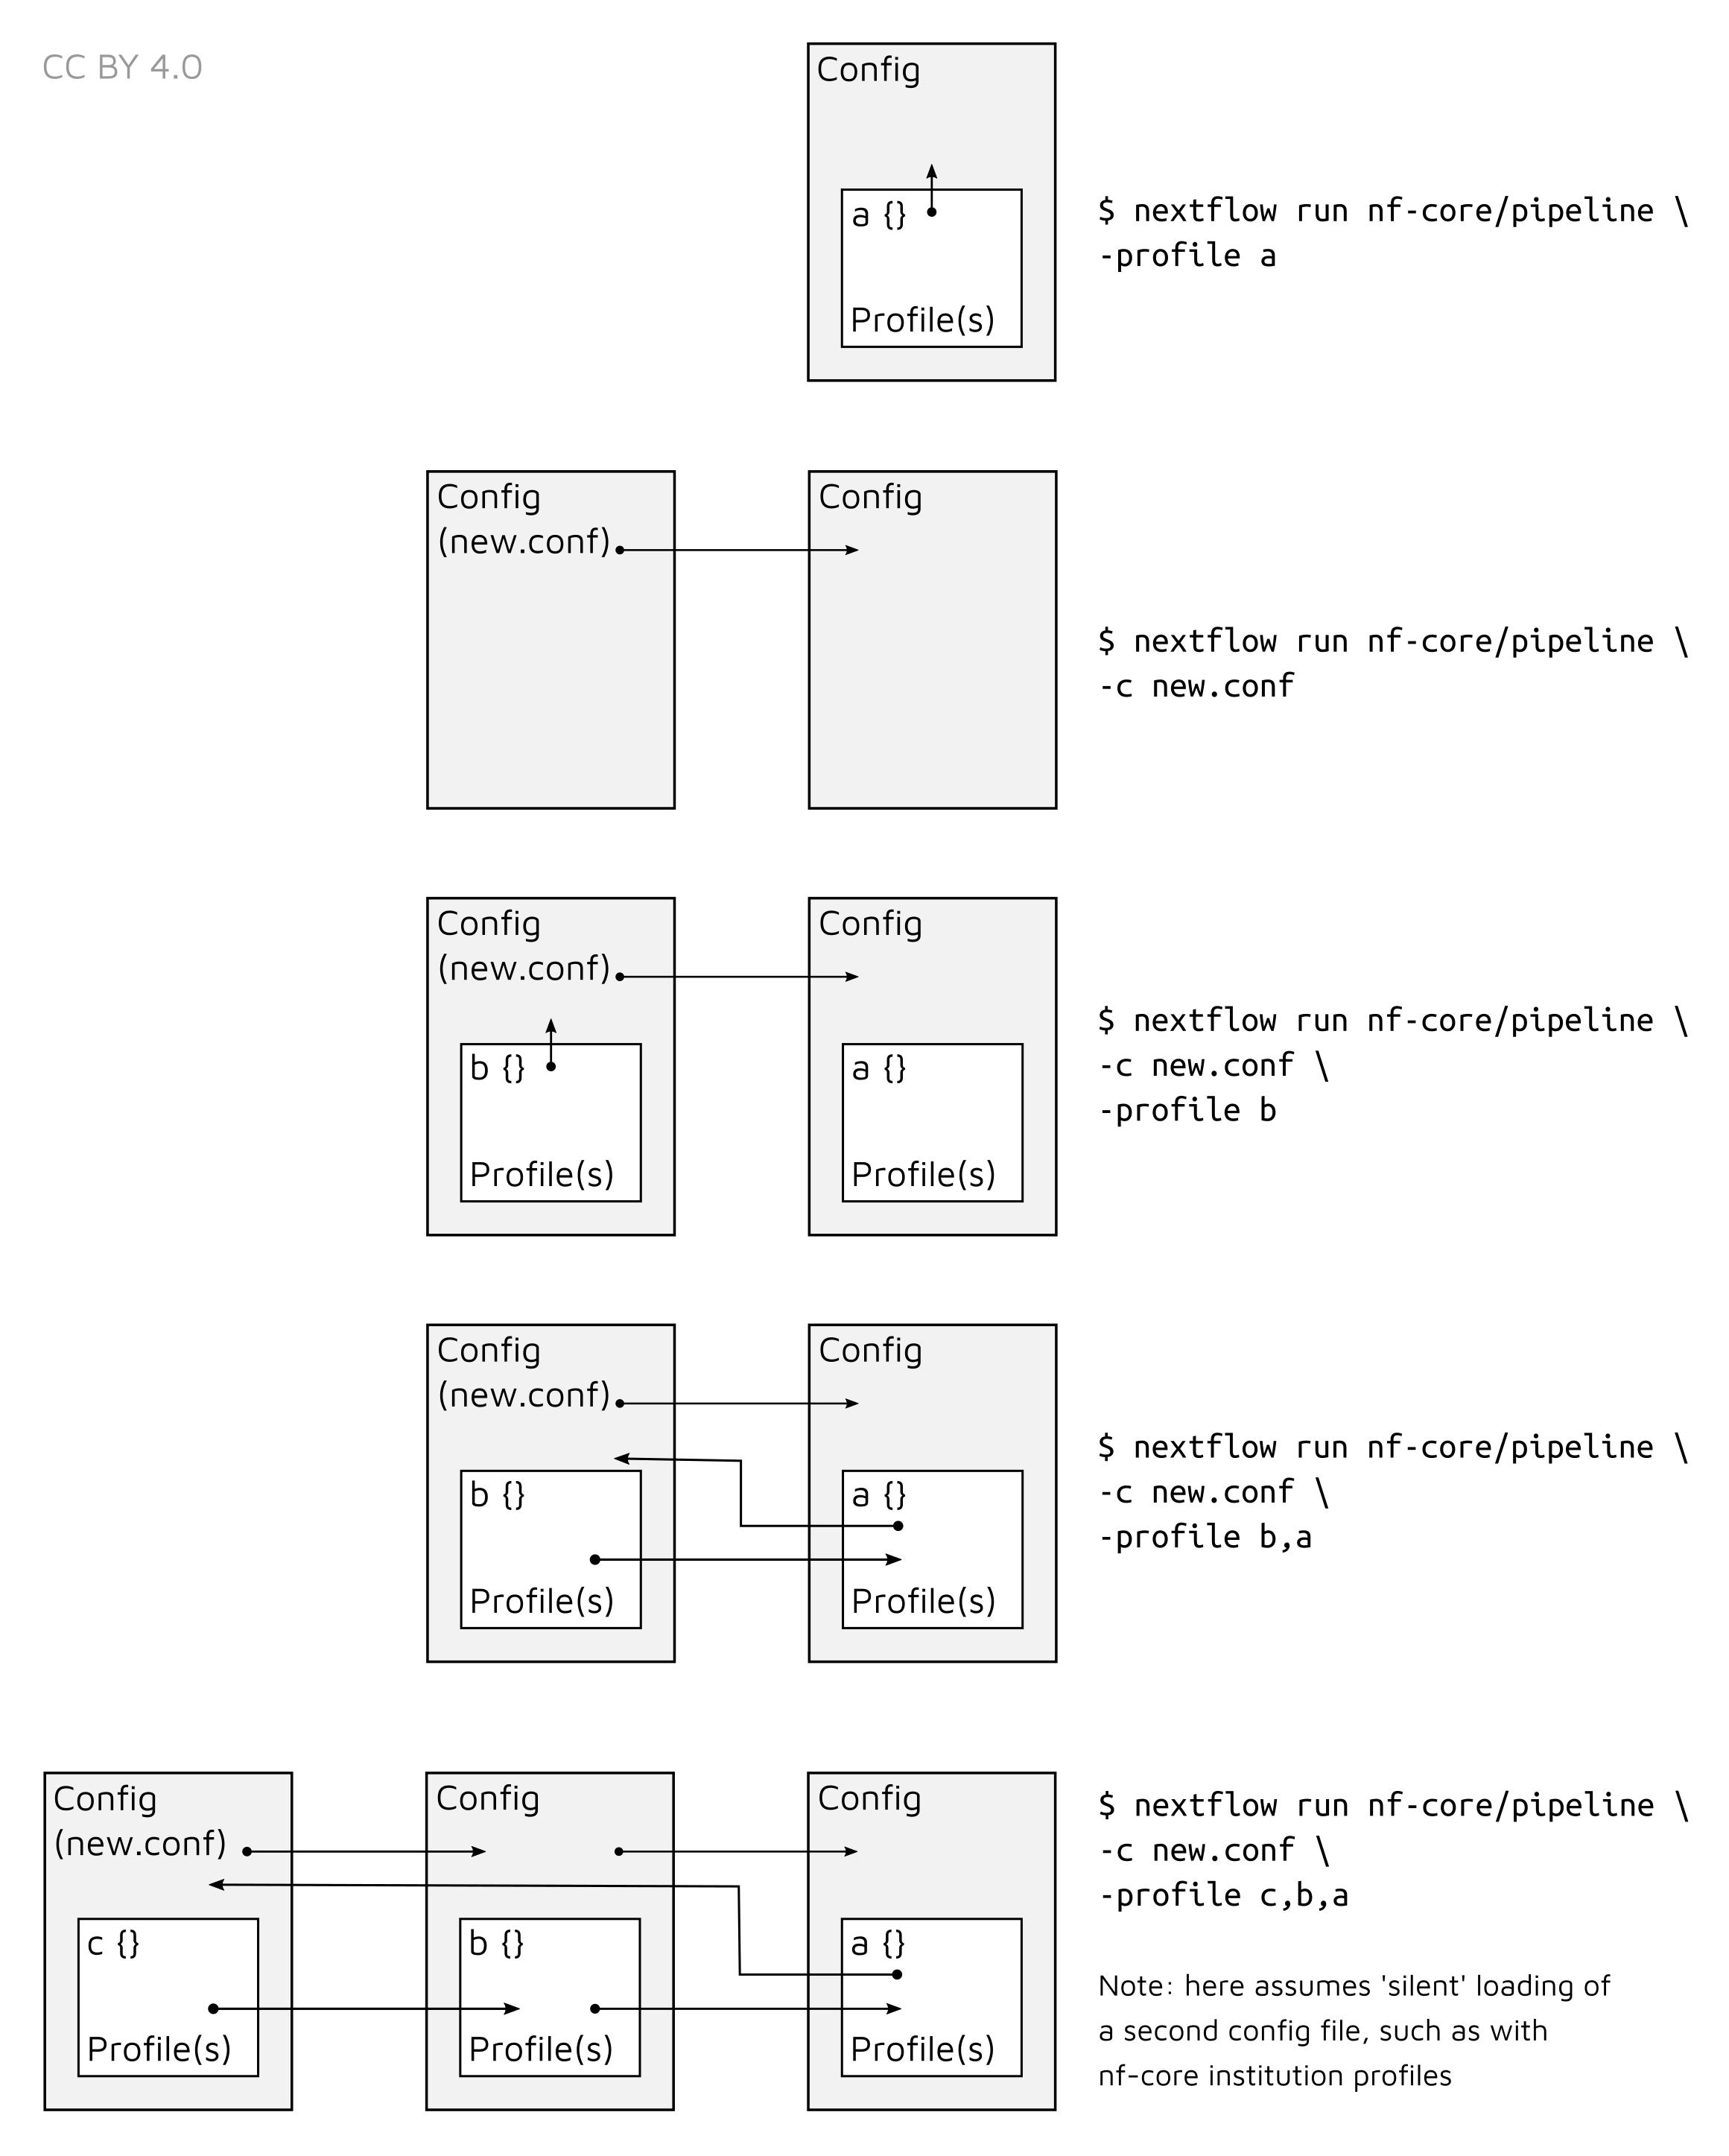 CC BY 4.0
Config
a {}
Profile(s)
$ nextflow run nf-core/pipeline \
-profile a
Config
(new.conf)
Config
$ nextflow run nf-core/pipeline \
-c new.conf
Config
(new.conf)
b {}
Profile(s)
Config
a {}
Profile(s)
$ nextflow run nf-core/pipeline \
-c new.conf \
-profile b
Config
(new.conf)
b {}
Profile(s)
Config
a {}
Profile(s)
$ nextflow run nf-core/pipeline \
-c new.conf \
-profile b,a
Config
(new.conf)
c {}
Profile(s)
Config
b {}
Profile(s)
Config
a {}
Profile(s)
$ nextflow run nf-core/pipeline \
-c new.conf \
-profile c,b,a
Note: here assumes 'silent' loading of
a second config file, such as with
nf-core institution profiles